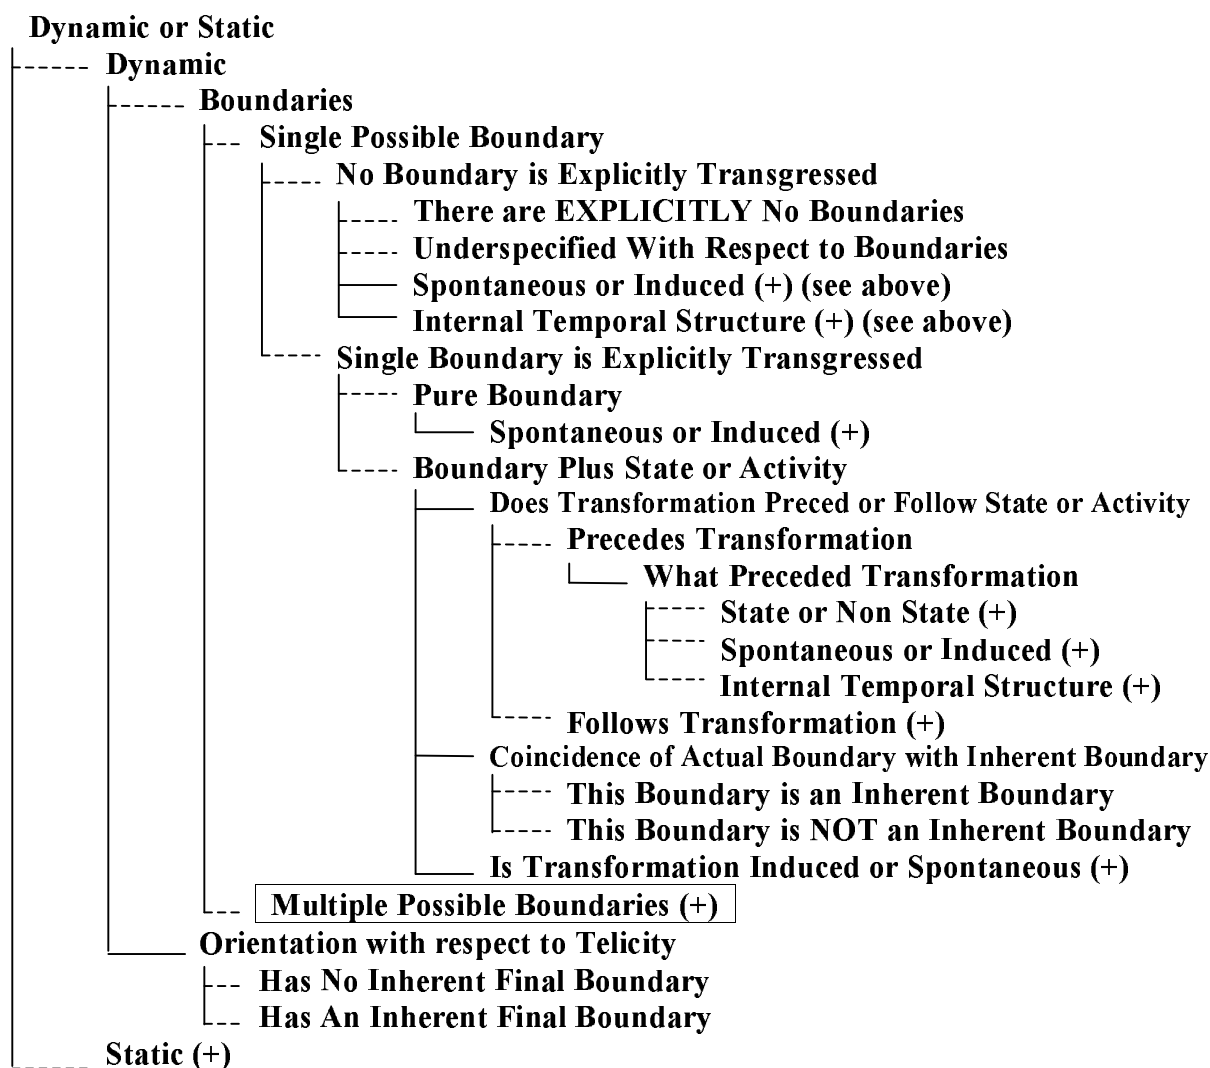 Dynamic or Static
Dynamic
Boundaries
Single Possible Boundary
No Boundary is Explicitly Transgressed
There are EXPLICITLY No Boundaries
Underspecified With Respect to Boundaries
Spontaneous or Induced (+) (see above)
Internal Temporal Structure (+) (see above)
Single Boundary is Explicitly Transgressed
Pure Boundary
Spontaneous or Induced (+)
Boundary Plus State or Activity
Does Transformation Preced or Follow State or Activity
Precedes Transformation
What Preceded Transformation
State or Non State (+)
Spontaneous or Induced (+)
Internal Temporal Structure (+)
Follows Transformation (+)
Coincidence of Actual Boundary with Inherent Boundary
This Boundary is an Inherent Boundary
This Boundary is NOT an Inherent Boundary
Is Transformation Induced or Spontaneous (+)
Multiple Possible Boundaries (+)
Orientation with respect to Telicity
Has No Inherent Final Boundary
Has An Inherent Final Boundary
Static (+)